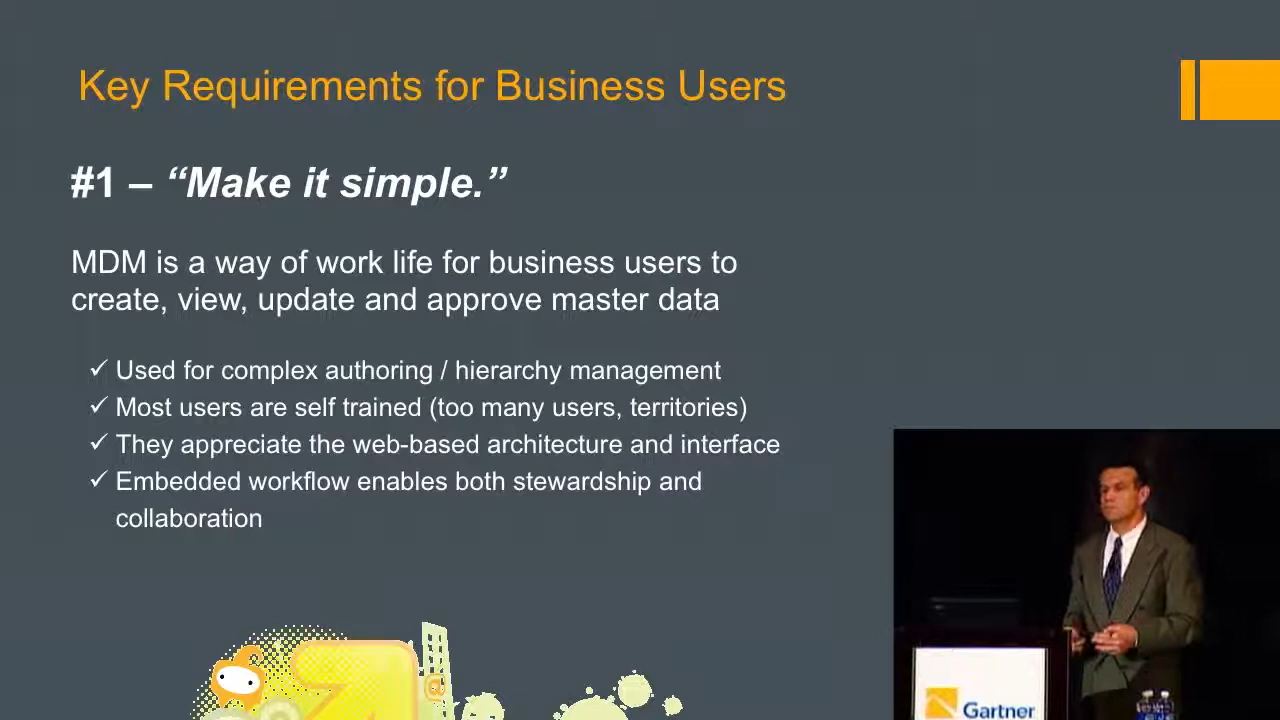 Key Requirements for Business Users
#1 – “Make it simple.”
MDM is a way of work life for business users to
create, view, update and approve master data
✓ Used for complex authoring / hierarchy management
✓ Most users are self trained (too many users, territories)
✓ They appreciate the web-based architecture and interface
✓ Embedded workflow enables both stewardship and
collaboration
@
Gartner